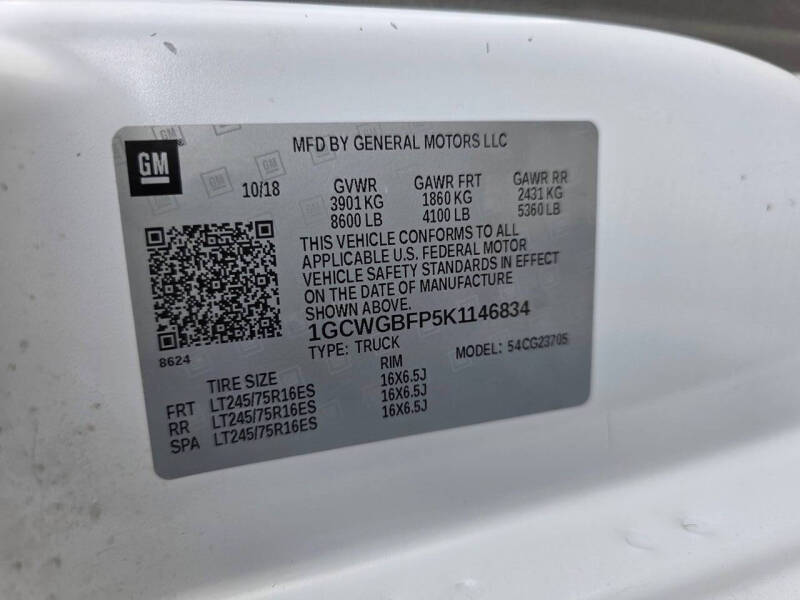 GM
MFD BY GENERAL MOTORS LLC
10/18 GVWR GAWR FRT GAWR RR
3901 KG 1860 KG 2431 KG
8600 LB 4100 LB 5360 LB
THIS VEHICLE CONFORMS TO ALL
APPLICABLE U.S. FEDERAL MOTOR
VEHICLE SAFETY STANDARDS IN EFFECT
ON THE DATE OF MANUFACTURE
SHOWN ABOVE.
1GCWGBFP5K1146834
8624
TYPE: TRUCK MODEL: 54CG23705
TIRE SIZE RIM
FRT LT245/75R16ES 16X6.5J
RR LT245/75R16ES 16X6.5J
SPA LT245/75R16ES 16X6.5J